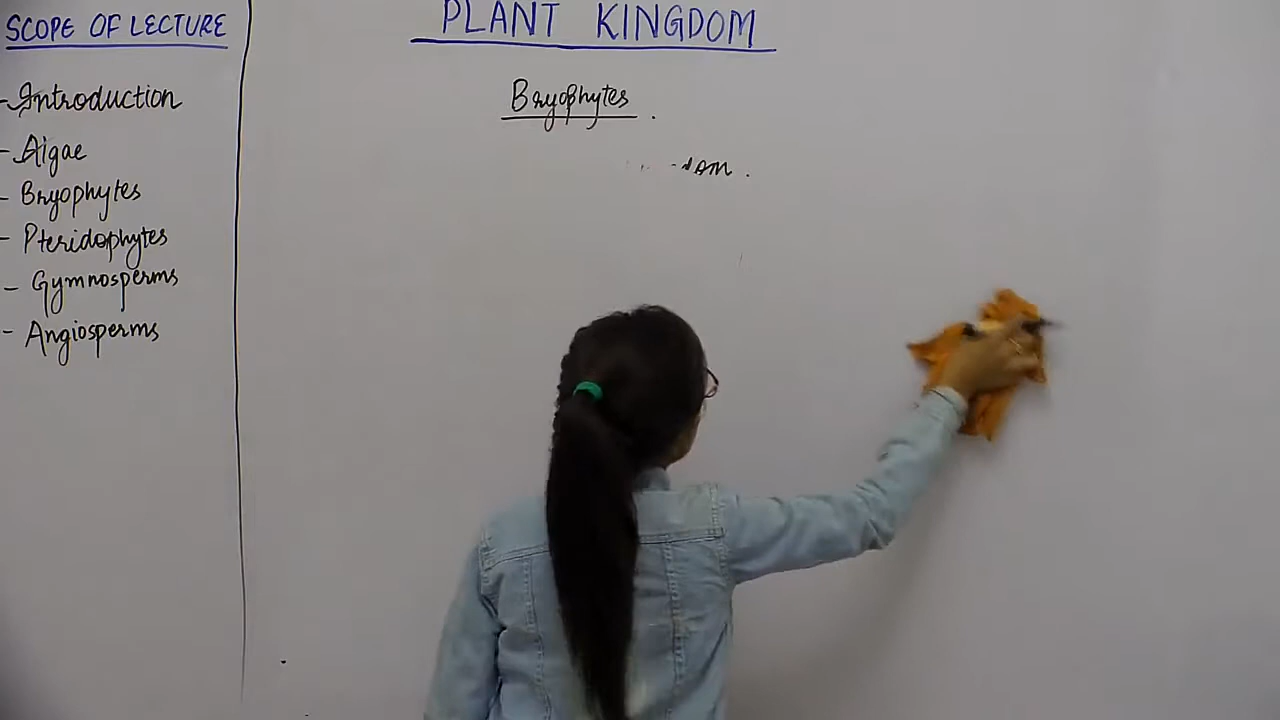 SCOPE OF LECTURE
- Introduction
- Algae
- Bryophytes
- Pteridophytes
- Gymnosperms
- Angiosperms
PLANT KINGDOM
Bryophytes .